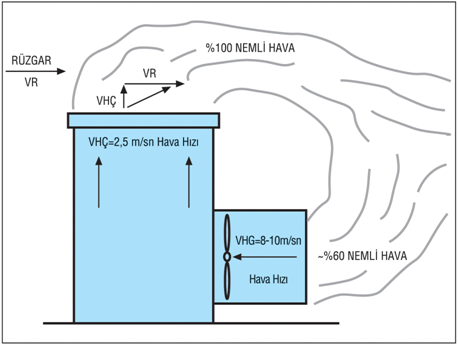 %100 NEMLİ HAVA
RÜZGAR
VR
VR
VHÇ
VHÇ=2,5 m/sn Hava Hızı
VHG=8-10m/sn
Hava Hızı
~%60 NEMLİ HAVA